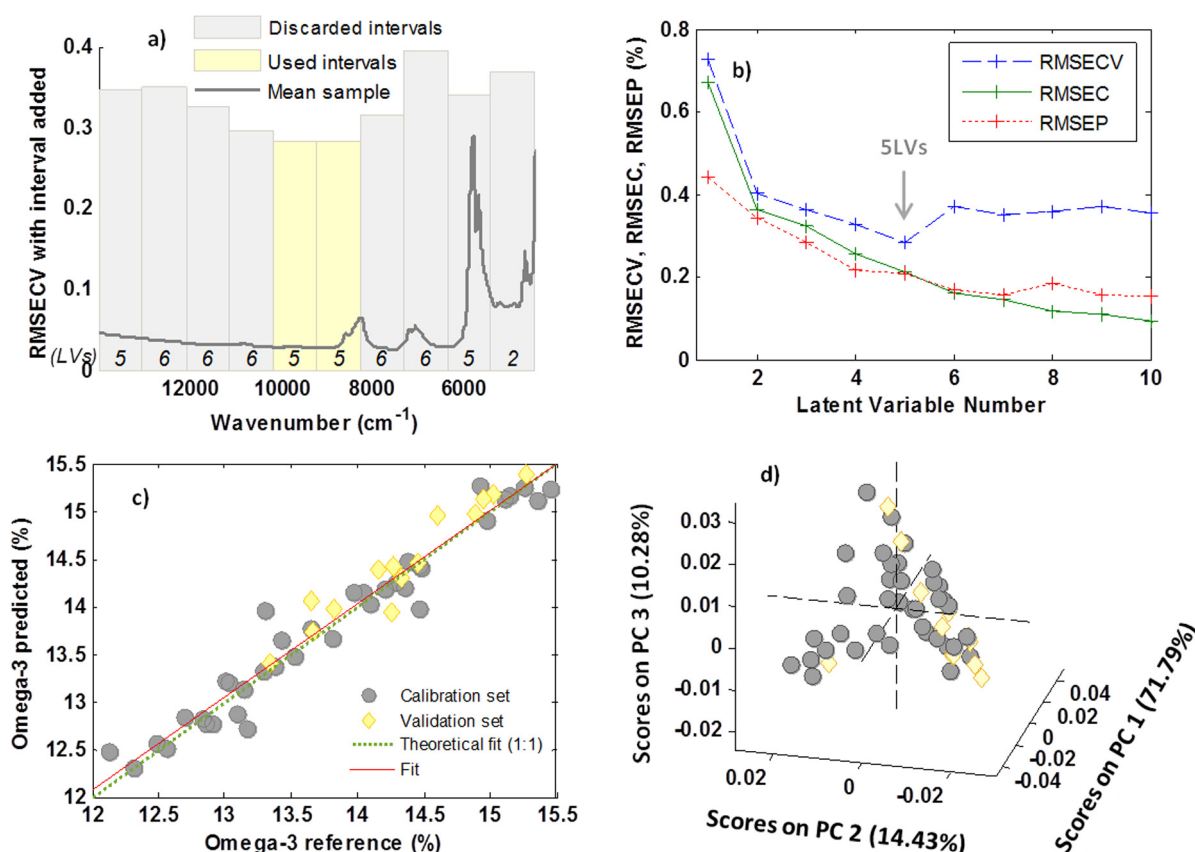 a)
Discarded intervals
Used intervals
Mean sample
RMSECV with interval added
0.4
0.3
0.2
0.1
0
(LVs)
5 6 6 6 5 5 6 6 5 2
12000 10000 8000 6000
Wavenumber (cm⁻¹)
b)
RMSECV
RMSEC
RMSEP
5LVs
RMSECV, RMSEC, RMSEP (%)
0.8
0.6
0.4
0.2
0
2 4 6 8 10
Latent Variable Number
c)
Omega-3 predicted (%)
15.5
15
14.5
14
13.5
13
12.5
12
Calibration set
Validation set
Theoretical fit (1:1)
Fit
12 12.5 13 13.5 14 14.5 15 15.5
Omega-3 reference (%)
d)
Scores on PC 3 (10.28%)
0.03
0.02
0.01
0
-0.01
-0.02
0.02 0 -0.02
Scores on PC 2 (14.43%)
0.04
0.02
0
-0.02
-0.04
Scores on PC 1 (71.79%)